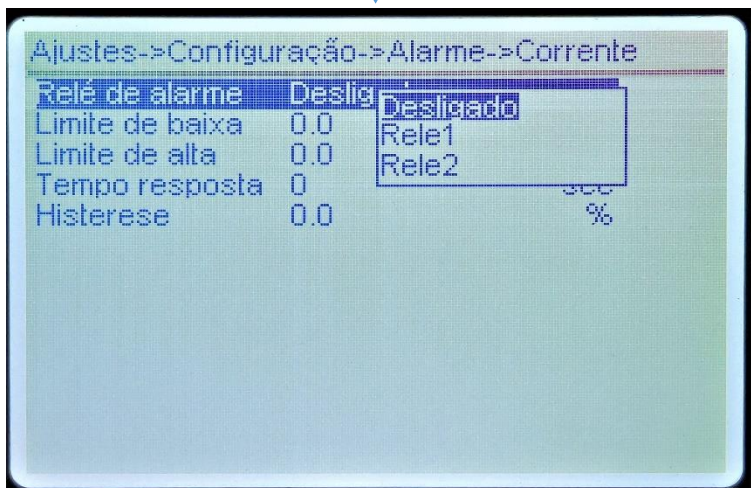 Ajustes->Configuração->Alarme->Corrente
Relé de alarme Deslig
Desligado
Limite de baixa 0.0
Rele1
Limite de alta 0.0
Rele2
Tempo resposta 0 sec
Histerese 0.0 %